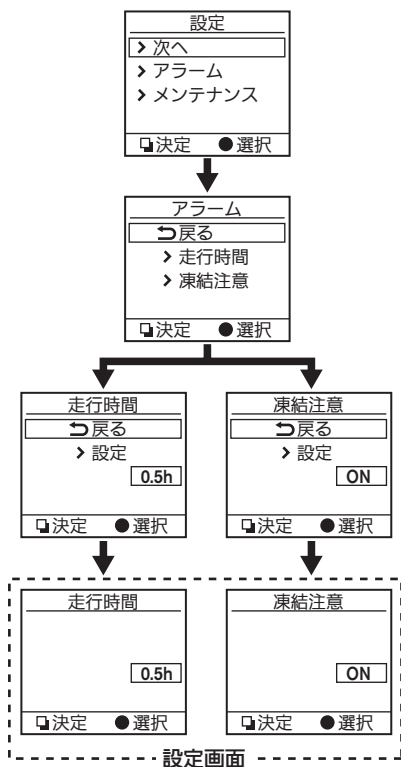 設定
> 次へ
> アラーム
> メンテナンス
決定 ●選択
アラーム
戻る
> 走行時間
> 凍結注意
決定 ●選択
走行時間
戻る
> 設定
0.5h
決定 ●選択
凍結注意
戻る
> 設定
ON
決定 ●選択
走行時間
0.5h
決定 ●選択
凍結注意
ON
決定 ●選択
設定画面